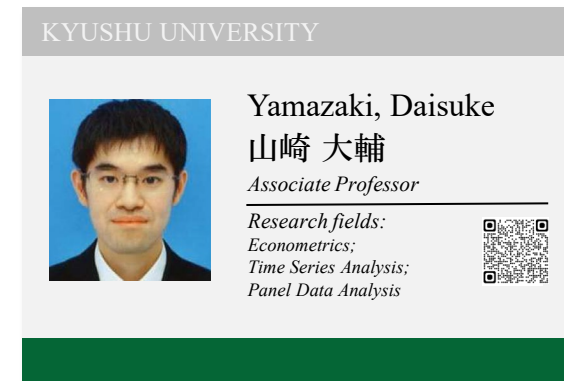 KYUSHU UNIVERSITY
Yamazaki, Daisuke
山崎 大輔
Associate Professor
Research fields:
Econometrics;
Time Series Analysis;
Panel Data Analysis